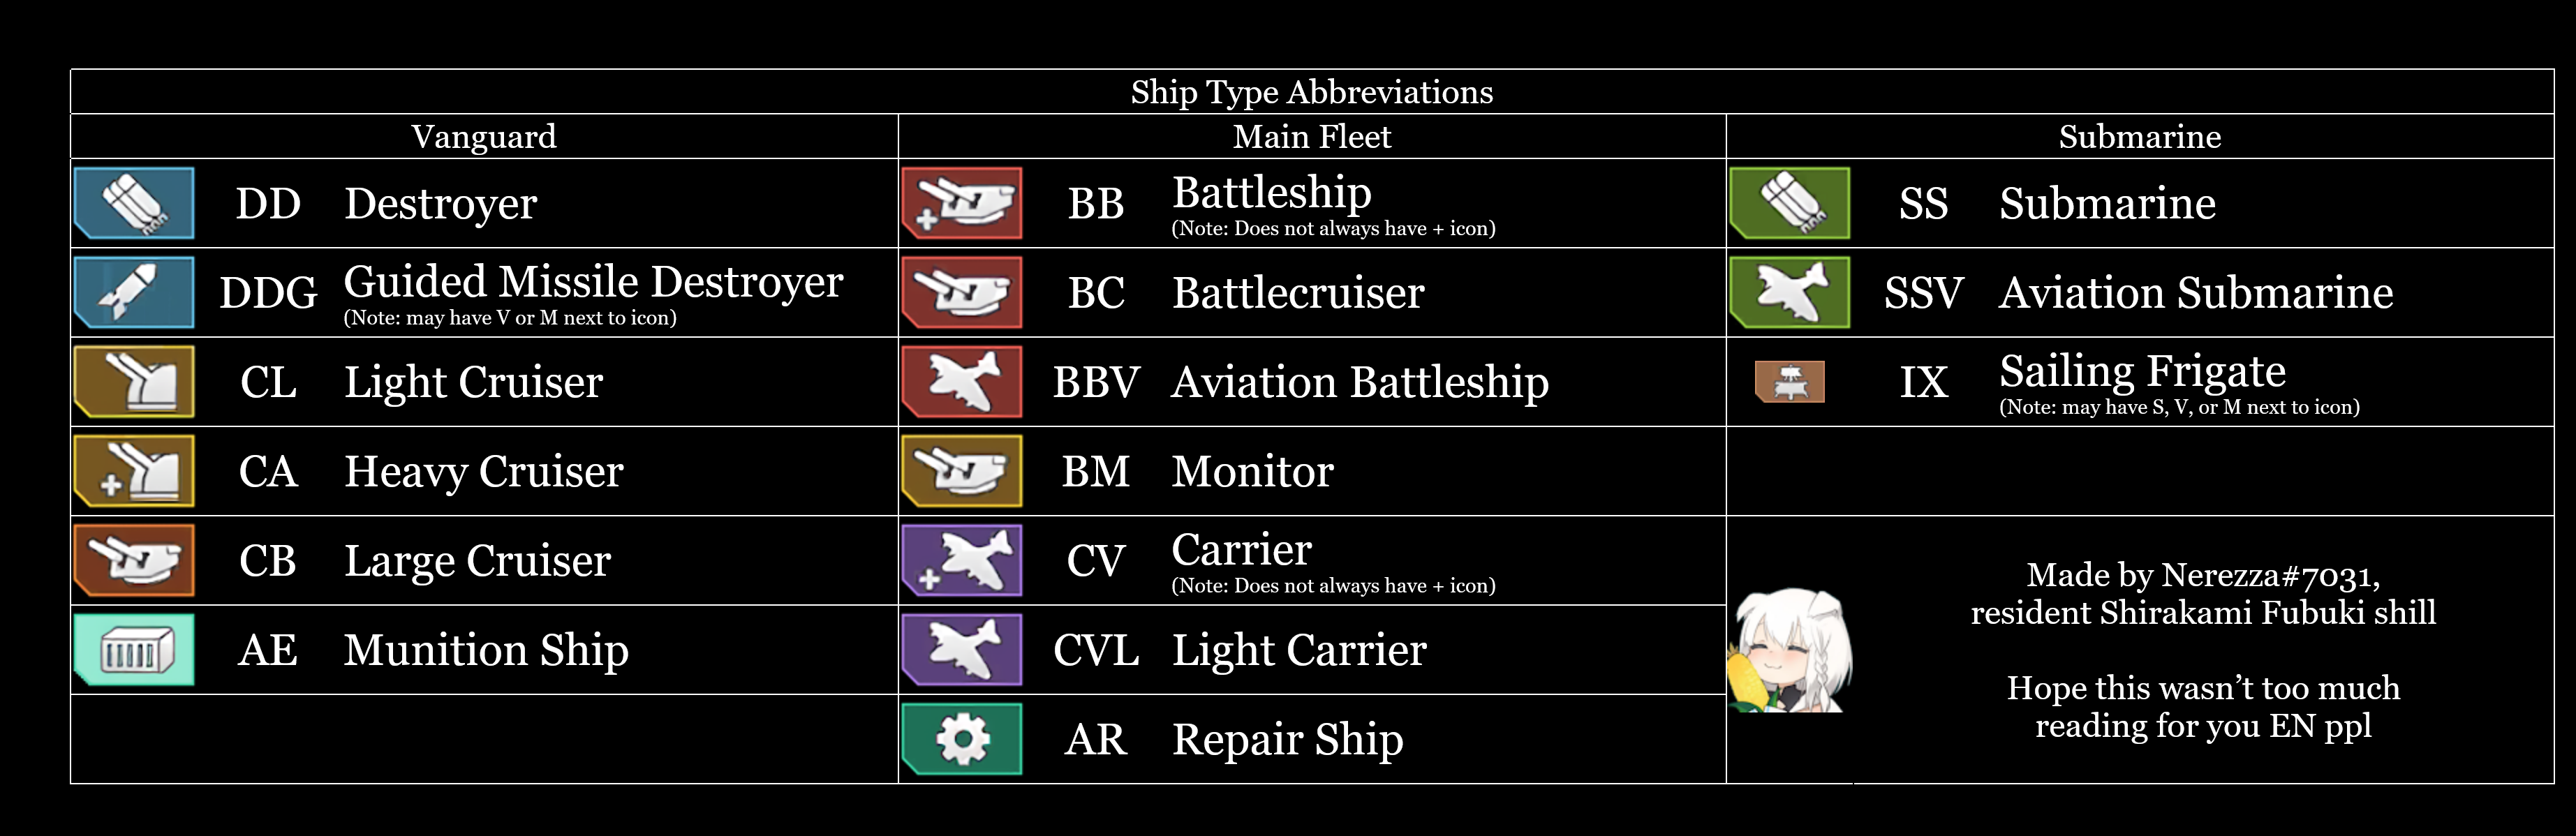 Ship Type Abbreviations
Vanguard
Main Fleet
Submarine
DD Destroyer
BB Battleship
(Note: Does not always have + icon)
SS Submarine
DDG Guided Missile Destroyer
(Note: may have V or M next to icon)
BC Battlecruiser
SSV Aviation Submarine
CL Light Cruiser
BBV Aviation Battleship
IX Sailing Frigate
(Note: may have S, V, or M next to icon)
CA Heavy Cruiser
BM Monitor
CB Large Cruiser
CV Carrier
(Note: Does not always have + icon)
AE Munition Ship
CVL Light Carrier
AR Repair Ship
Made by Nerezza#7031,
resident Shirakami Fubuki shill
Hope this wasn’t too much
reading for you EN ppl